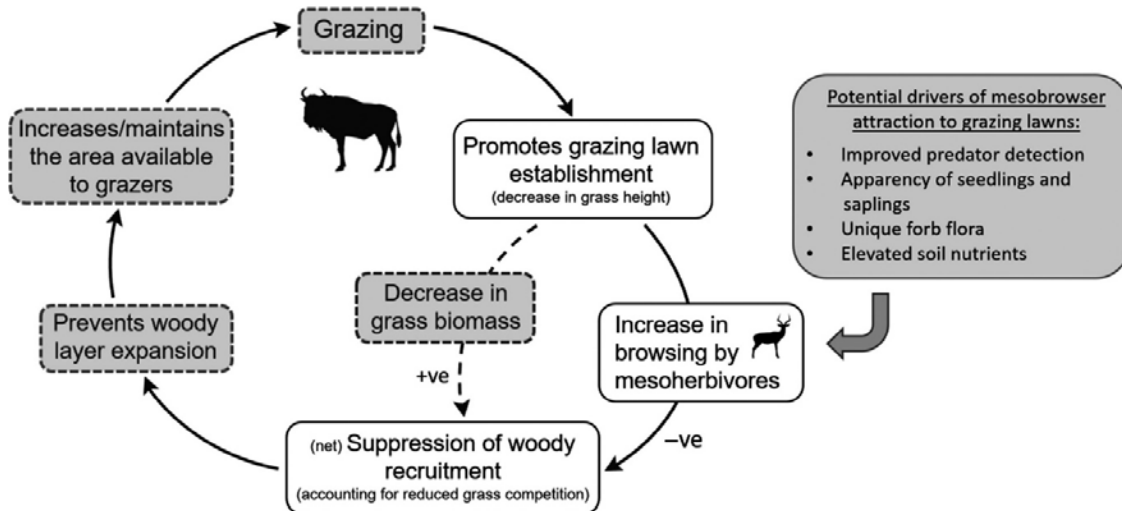 Grazing
Promotes grazing lawn
establishment
(decrease in grass height)
Potential drivers of mesobrowser
attraction to grazing lawns:
• Improved predator detection
• Apparency of seedlings and
saplings
• Unique forb flora
• Elevated soil nutrients
Increase in
browsing by
mesoherbivores
–ve
Decrease in
grass biomass
+ve
(net) Suppression of woody
recruitment
(accounting for reduced grass competition)
Prevents woody
layer expansion
Increases/maintains
the area available
to grazers